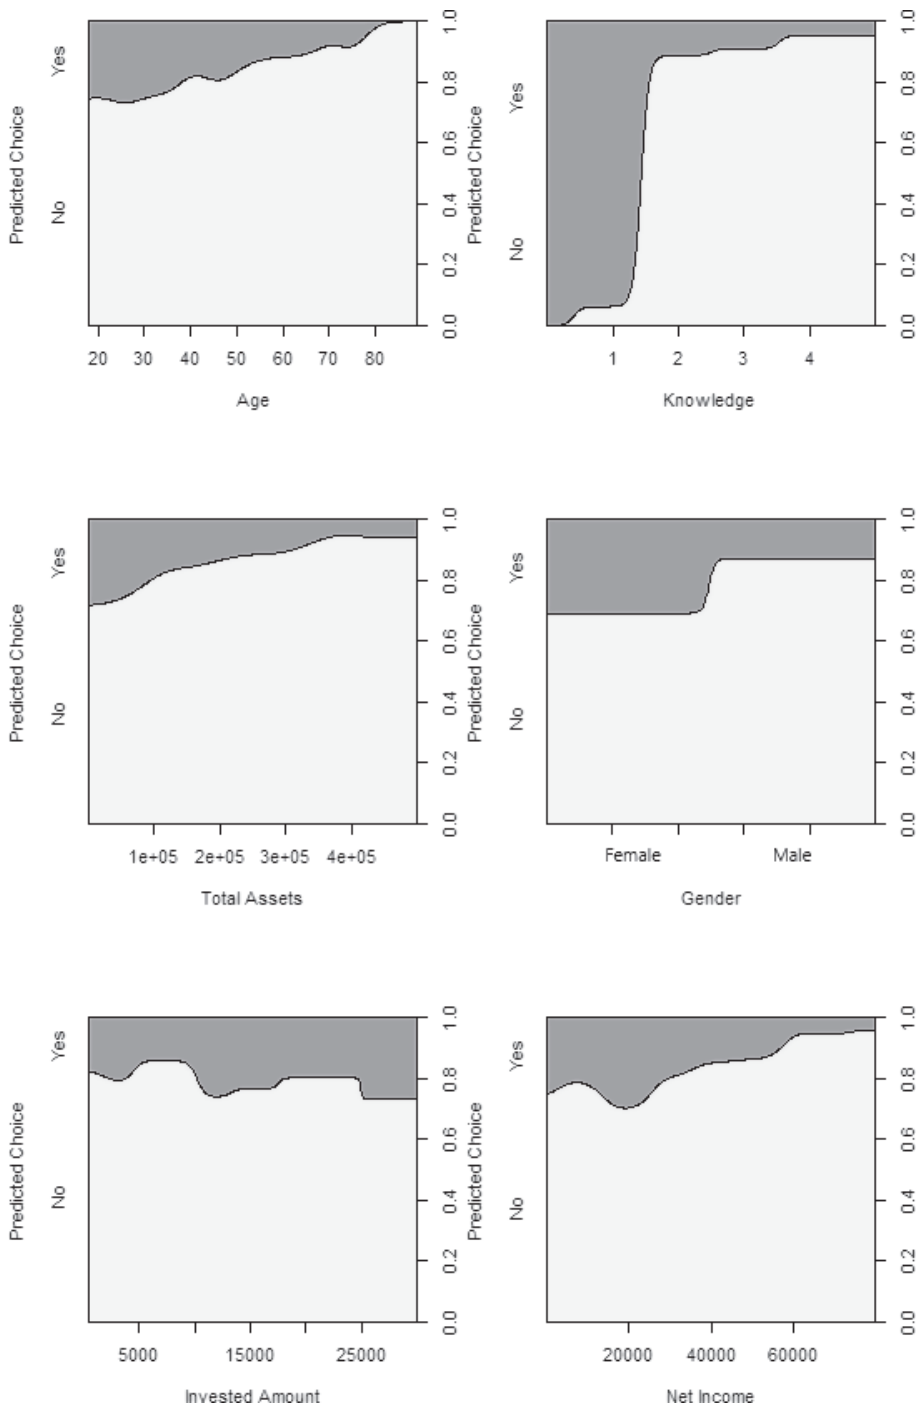 Predicted Choice
No
Yes
0.0 0.2 0.4 0.6 0.8 1.0
20 30 40 50 60 70 80
Age
Predicted Choice
No
Yes
0.0 0.2 0.4 0.6 0.8 1.0
1 2 3 4
Knowledge
Predicted Choice
No
Yes
0.0 0.2 0.4 0.6 0.8 1.0
1e+05 2e+05 3e+05 4e+05
Total Assets
Predicted Choice
No
Yes
0.0 0.2 0.4 0.6 0.8 1.0
Female Male
Gender
Predicted Choice
No
Yes
0.0 0.2 0.4 0.6 0.8 1.0
5000 15000 25000
Invested Amount
Predicted Choice
No
Yes
0.0 0.2 0.4 0.6 0.8 1.0
20000 40000 60000
Net Income